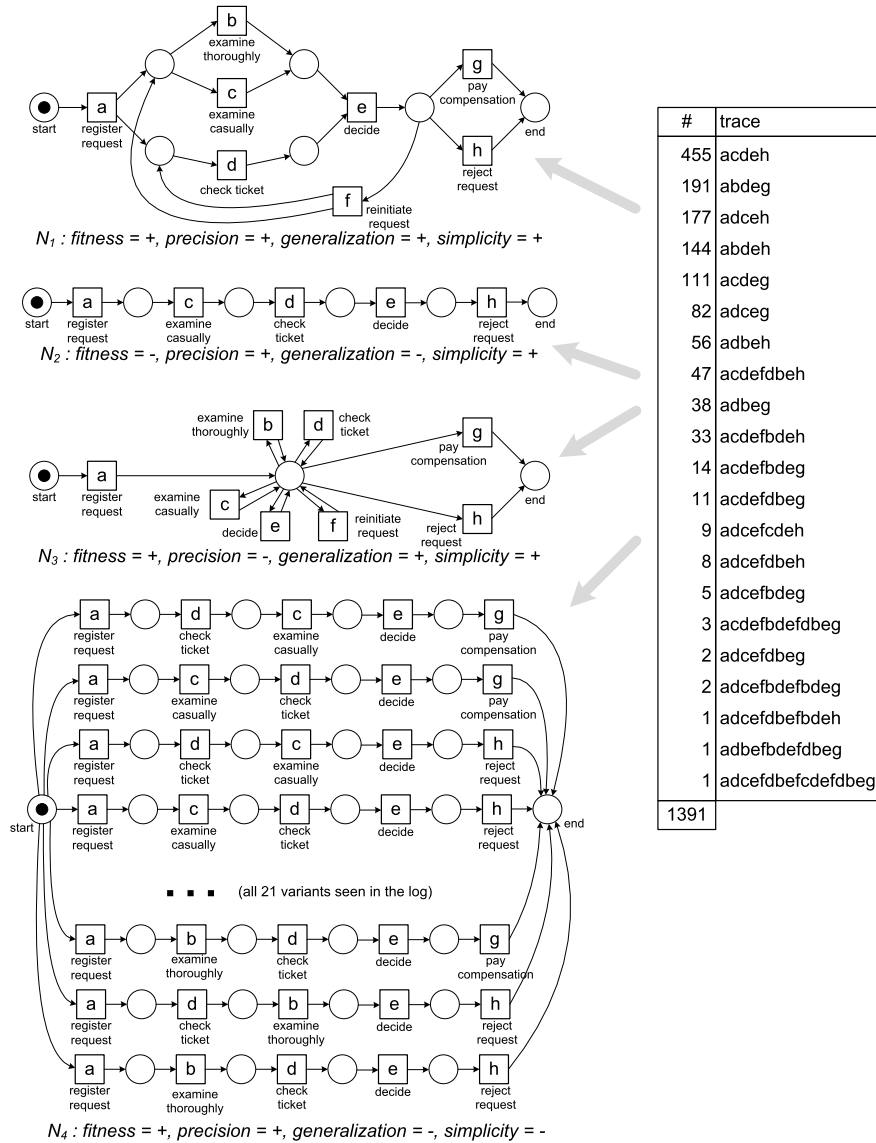 b
examine
thoroughly
g
pay
compensation
a
c
e
start
register
request
examine
casually
decide
end
d
h
check ticket
reject
request
f
reinitiate
request
N1 : fitness = +, precision = +, generalization = +, simplicity = +
a
c
d
e
h
start
register
request
examine
casually
check
ticket
decide
reject
request
end
N2 : fitness = -, precision = +, generalization = -, simplicity = +
examine
thoroughly
b
d
check
ticket
g
pay
compensation
a
start
register
request
end
examine
casually
c
e
decide
f
reinitiate
request
h
reject
request
N3 : fitness = +, precision = -, generalization = +, simplicity = +
a
d
c
e
g
register
request
check
ticket
examine
casually
decide
pay
compensation
a
c
d
e
g
register
request
examine
casually
check
ticket
decide
pay
compensation
a
d
c
e
h
register
request
check
ticket
examine
casually
decide
reject
request
start
a
c
d
e
h
end
register
request
examine
casually
check
ticket
decide
reject
request
(all 21 variants seen in the log)
a
b
d
e
g
register
request
examine
thoroughly
check
ticket
decide
pay
compensation
a
d
b
e
h
register
request
check
ticket
examine
thoroughly
decide
reject
request
a
b
d
e
h
register
request
examine
thoroughly
check
ticket
decide
reject
request
N4 : fitness = +, precision = +, generalization = -, simplicity = -
# trace
455 acdeh
191 abdeg
177 adceh
144 abdeh
111 acdeg
82 adceg
56 adbeh
47 acdefdbeh
38 adbeg
33 acdefbdeh
14 acdefbdeg
11 acdefdbeg
9 adcefcdeh
8 adcefdbeh
5 adcefbdeg
3 acdefbdefdbeg
2 adcefdbeg
2 adcefbdefbdeg
1 adcefdbefbdeh
1 adbefbdefdbeg
1 adcefdbefcdefdbeg
1391